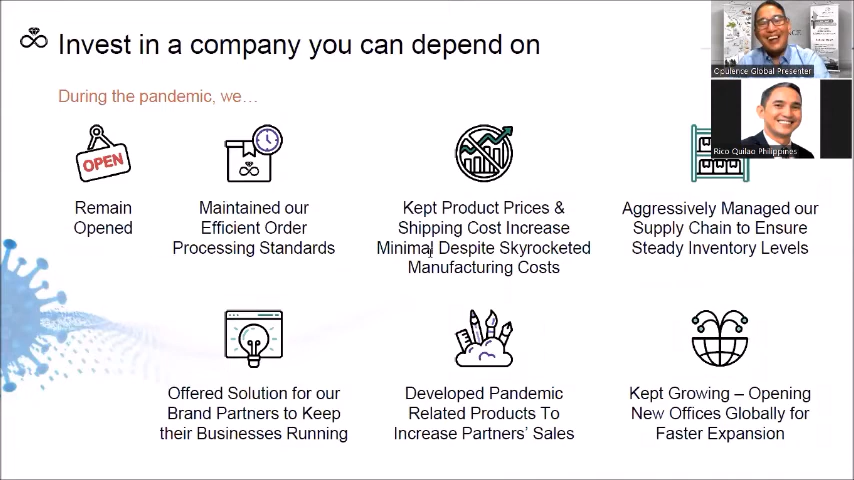 Invest in a company you can depend on
Opulence Global Presenter
During the pandemic, we...
Rico Quilao Philippines
OPEN
Remain
Opened
Maintained our
Efficient Order
Processing Standards
Kept Product Prices &
Shipping Cost Increase
Minimal Despite Skyrocketed
Manufacturing Costs
Aggressively Managed our
Supply Chain to Ensure
Steady Inventory Levels
Offered Solution for our
Brand Partners to Keep
their Businesses Running
Developed Pandemic
Related Products To
Increase Partners' Sales
Kept Growing – Opening
New Offices Globally for
Faster Expansion